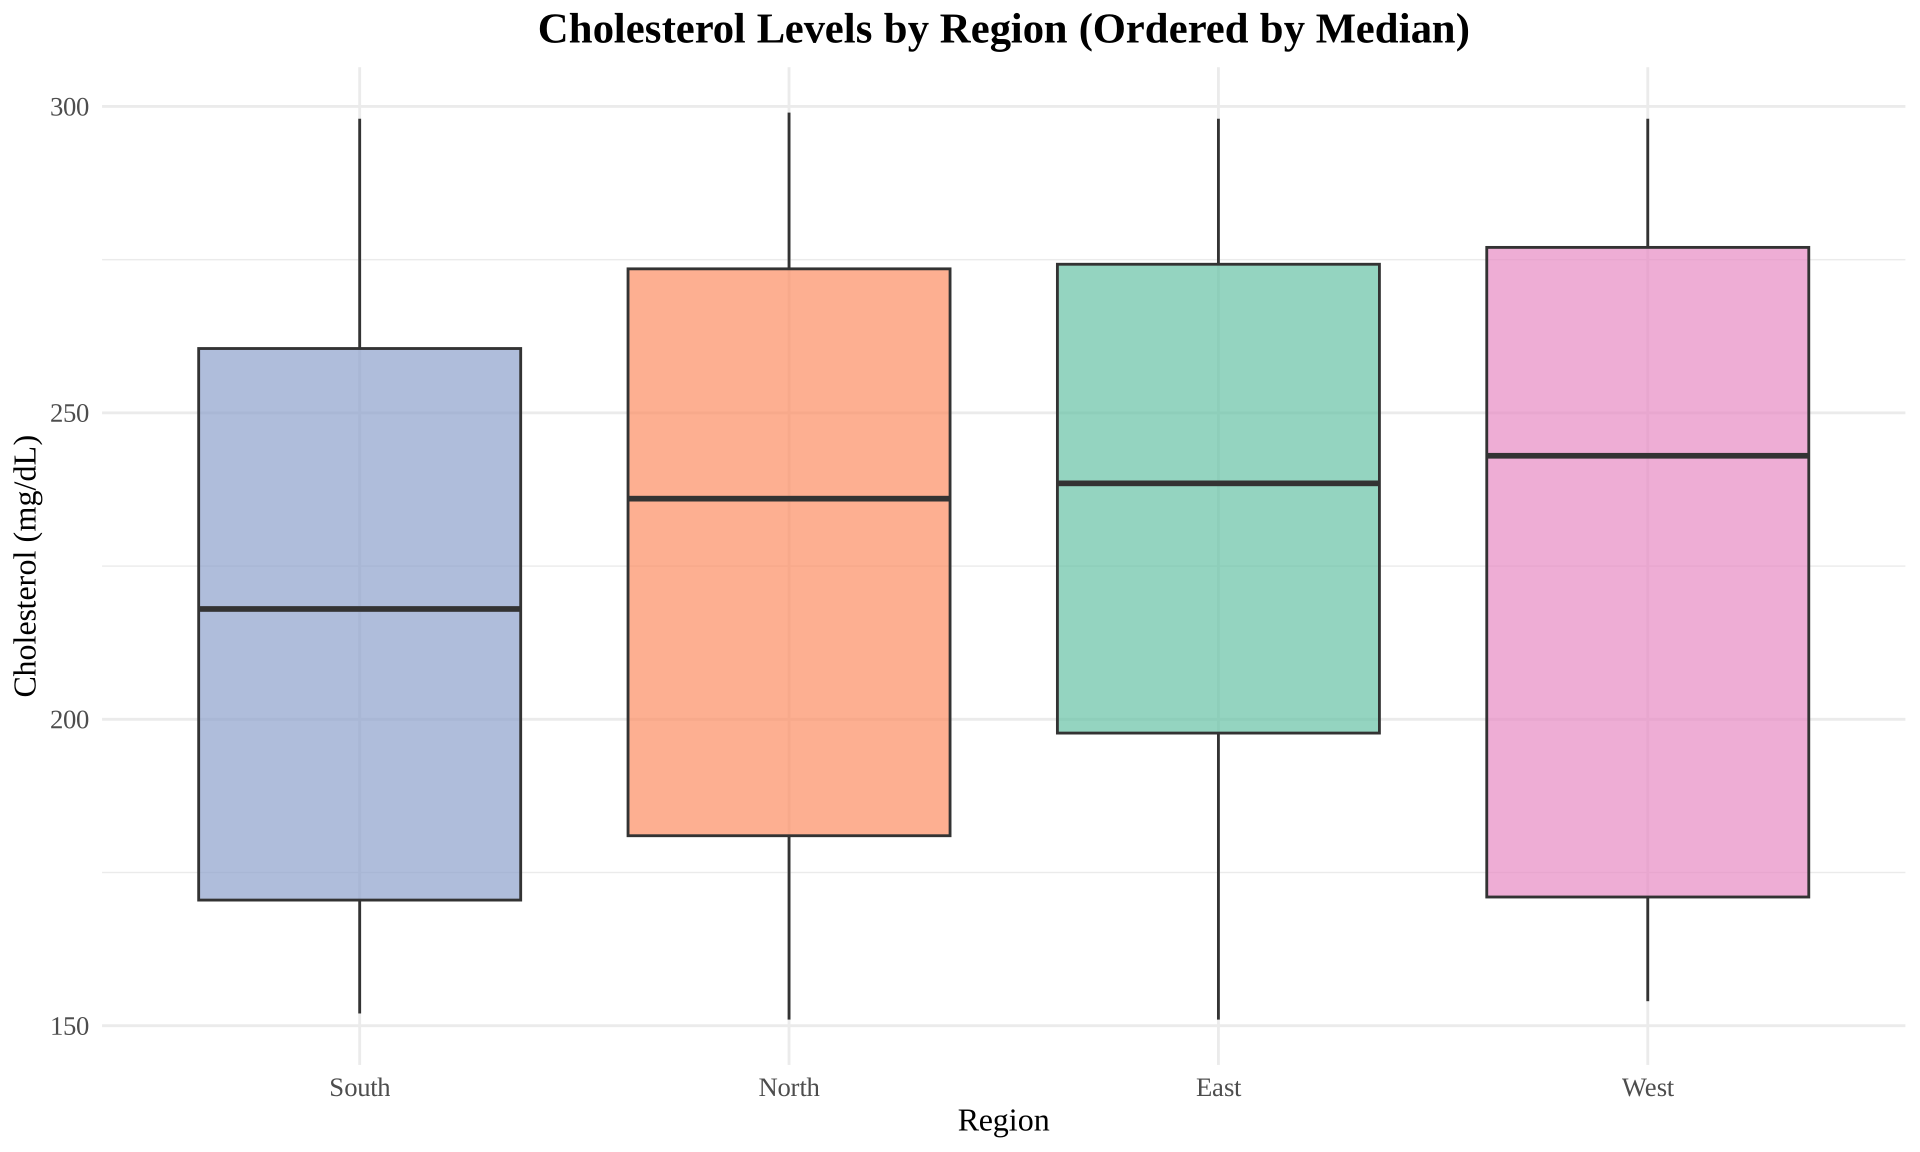 Cholesterol Levels by Region (Ordered by Median)
Cholesterol (mg/dL)
300
250
200
150
South North East West
Region